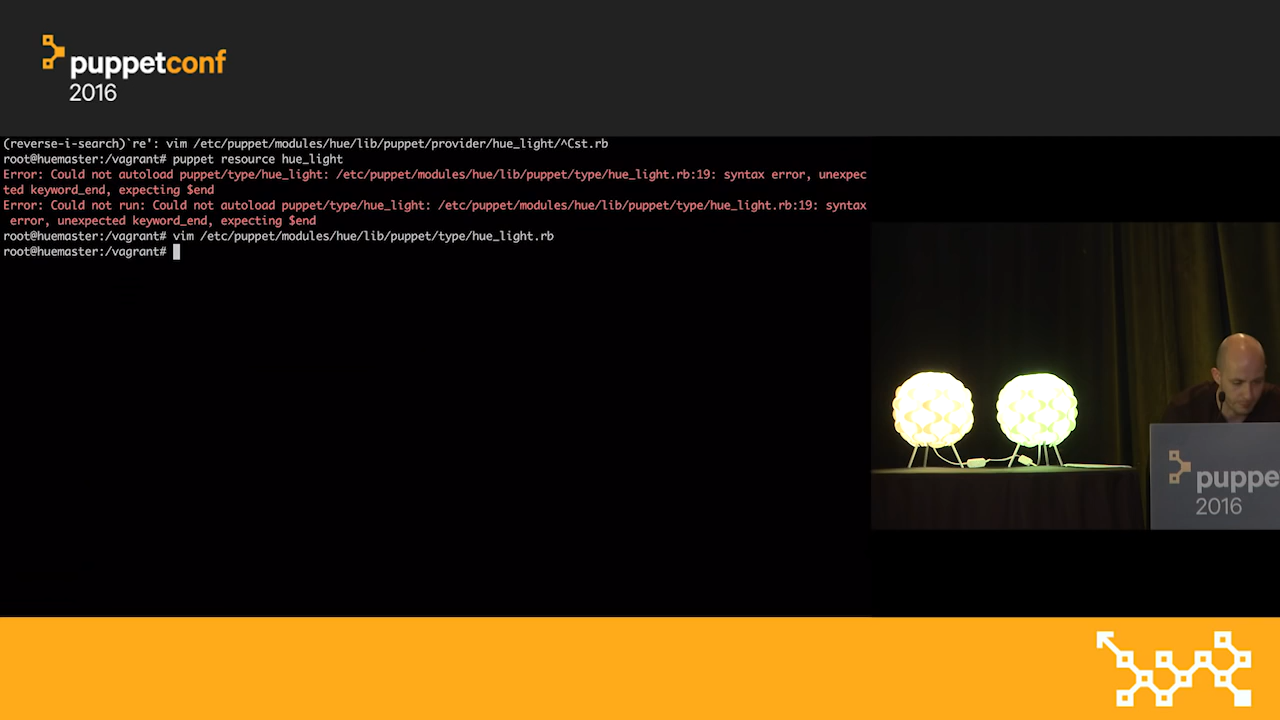 puppetconf
2016
(reverse-i-search)`re': vim /etc/puppet/modules/hue/lib/puppet/provider/hue_light/^Cst.rb
root@huemaster:/vagrant# puppet resource hue_light
Error: Could not autoload puppet/type/hue_light: /etc/puppet/modules/hue/lib/puppet/type/hue_light.rb:19: syntax error, unexpec
ted keyword_end, expecting $end
Error: Could not run: Could not autoload puppet/type/hue_light: /etc/puppet/modules/hue/lib/puppet/type/hue_light.rb:19: syntax
 error, unexpected keyword_end, expecting $end
root@huemaster:/vagrant# vim /etc/puppet/modules/hue/lib/puppet/type/hue_light.rb
root@huemaster:/vagrant#
puppe
2016